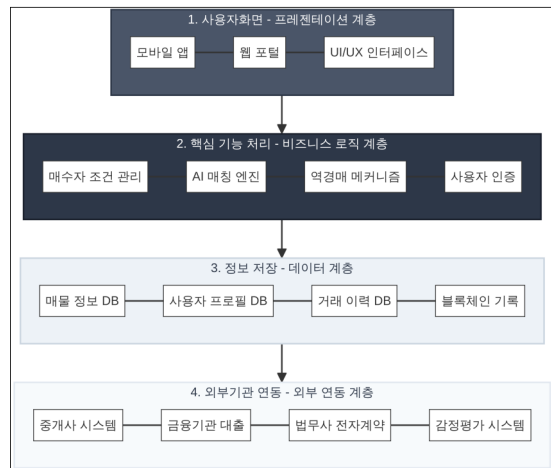 1. 사용자화면 - 프레젠테이션 계층
모바일 앱
웹 포털
UI/UX 인터페이스
2. 핵심 기능 처리 - 비즈니스 로직 계층
매수자 조건 관리
AI 매칭 엔진
역경매 메커니즘
사용자 인증
3. 정보 저장 - 데이터 계층
매물 정보 DB
사용자 프로필 DB
거래 이력 DB
블록체인 기록
4. 외부기관 연동 - 외부 연동 계층
중개사 시스템
금융기관 대출
법무사 전자계약
감정평가 시스템